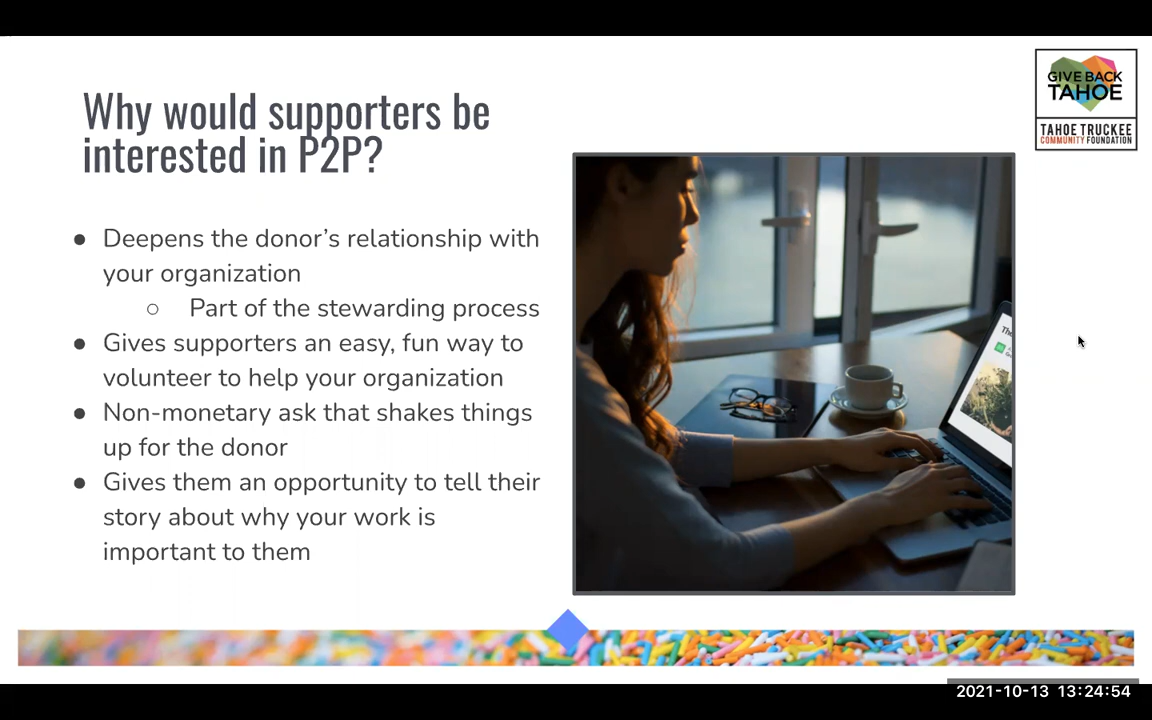 Why would supporters be
interested in P2P?
● Deepens the donor's relationship with
your organization
○ Part of the stewarding process
● Gives supporters an easy, fun way to
volunteer to help your organization
● Non-monetary ask that shakes things
up for the donor
● Gives them an opportunity to tell their
story about why your work is
important to them
GIVE BACK
TAHOE
TAHOE TRUCKEE
COMMUNITY FOUNDATION
2021-10-13 13:24:54